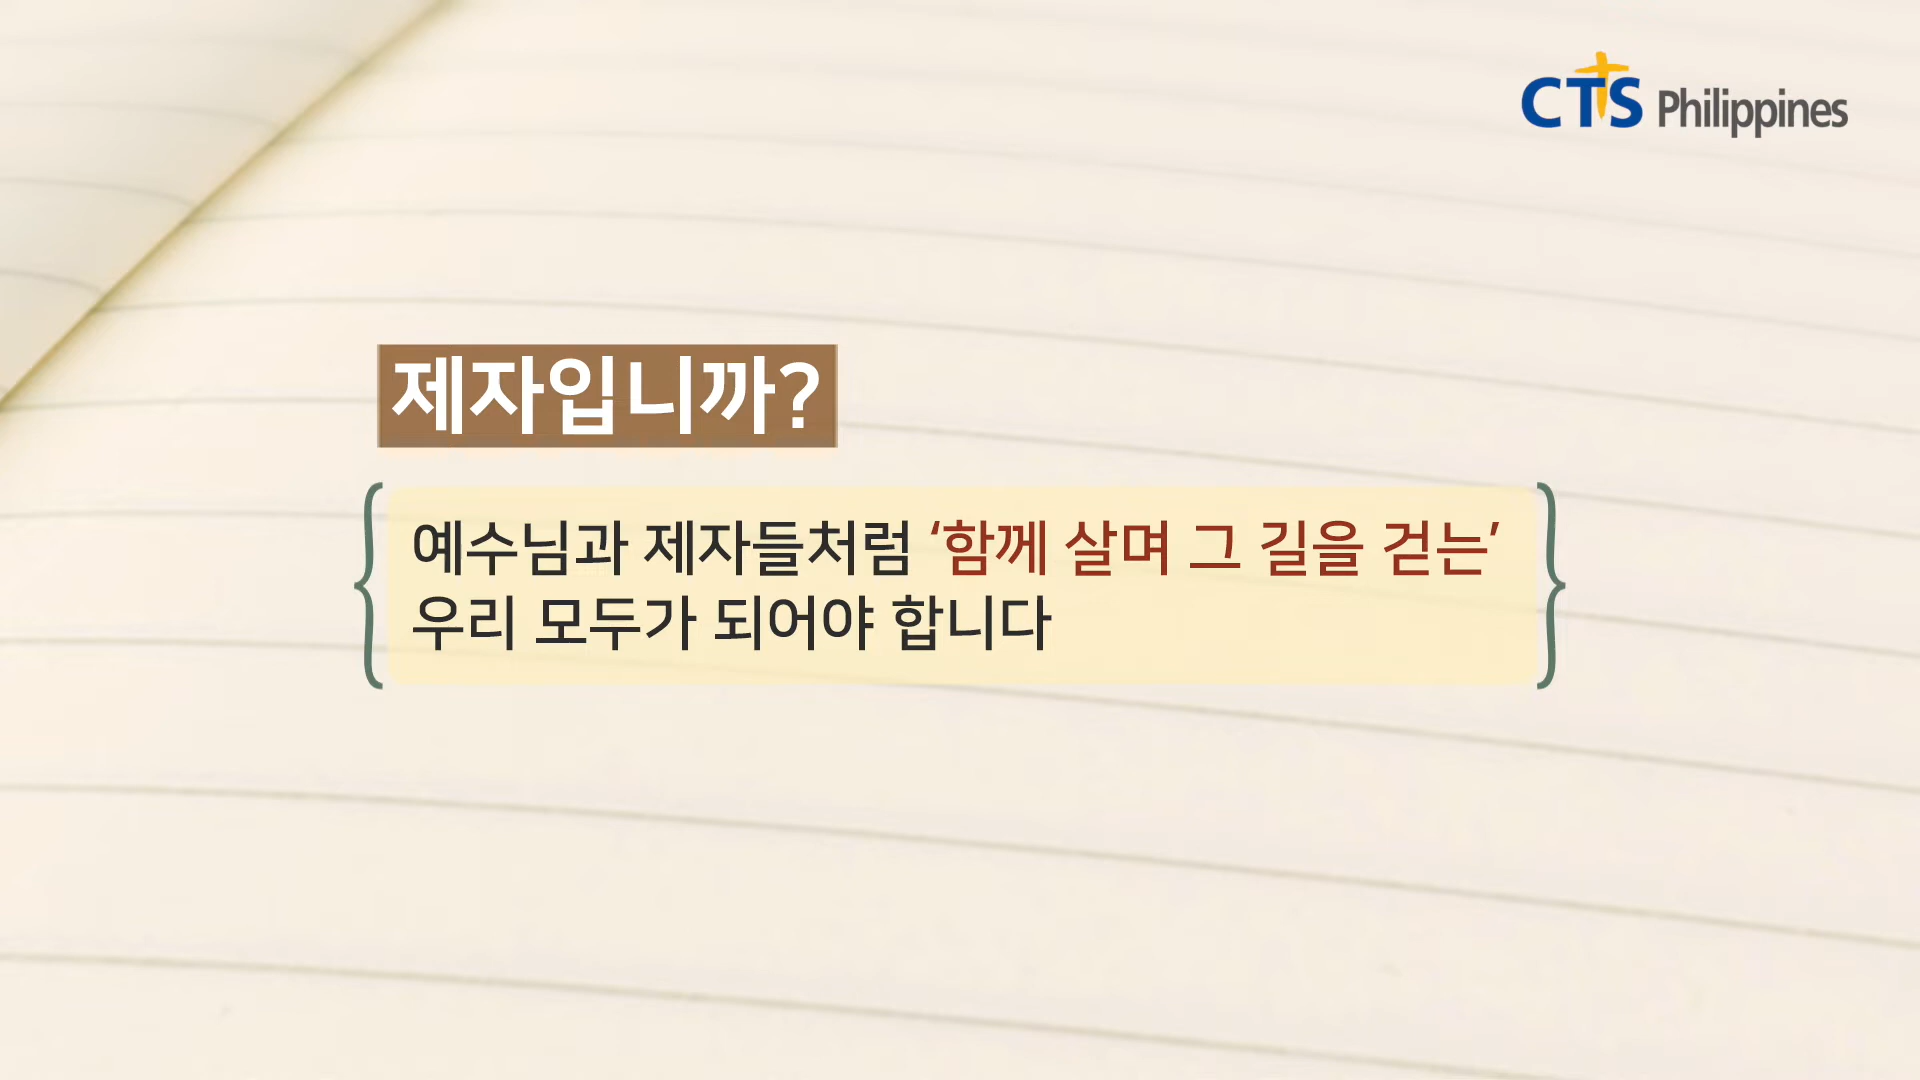 CTS Philippines
제자입니까?
예수님과 제자들처럼 ‘함께 살며 그 길을 걷는’
우리 모두가 되어야 합니다